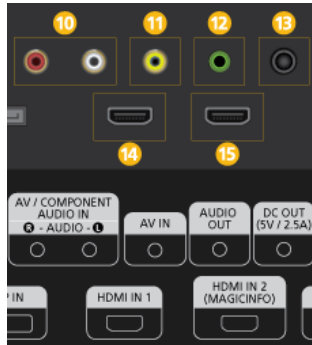 10 11 12 13
14 15
AV / COMPONENT
AUDIO IN
R - AUDIO - L
AV IN
AUDIO
OUT
DC OUT
(5V / 2.5A)
P IN
HDMI IN 1
HDMI IN 2
(MAGICINFO)